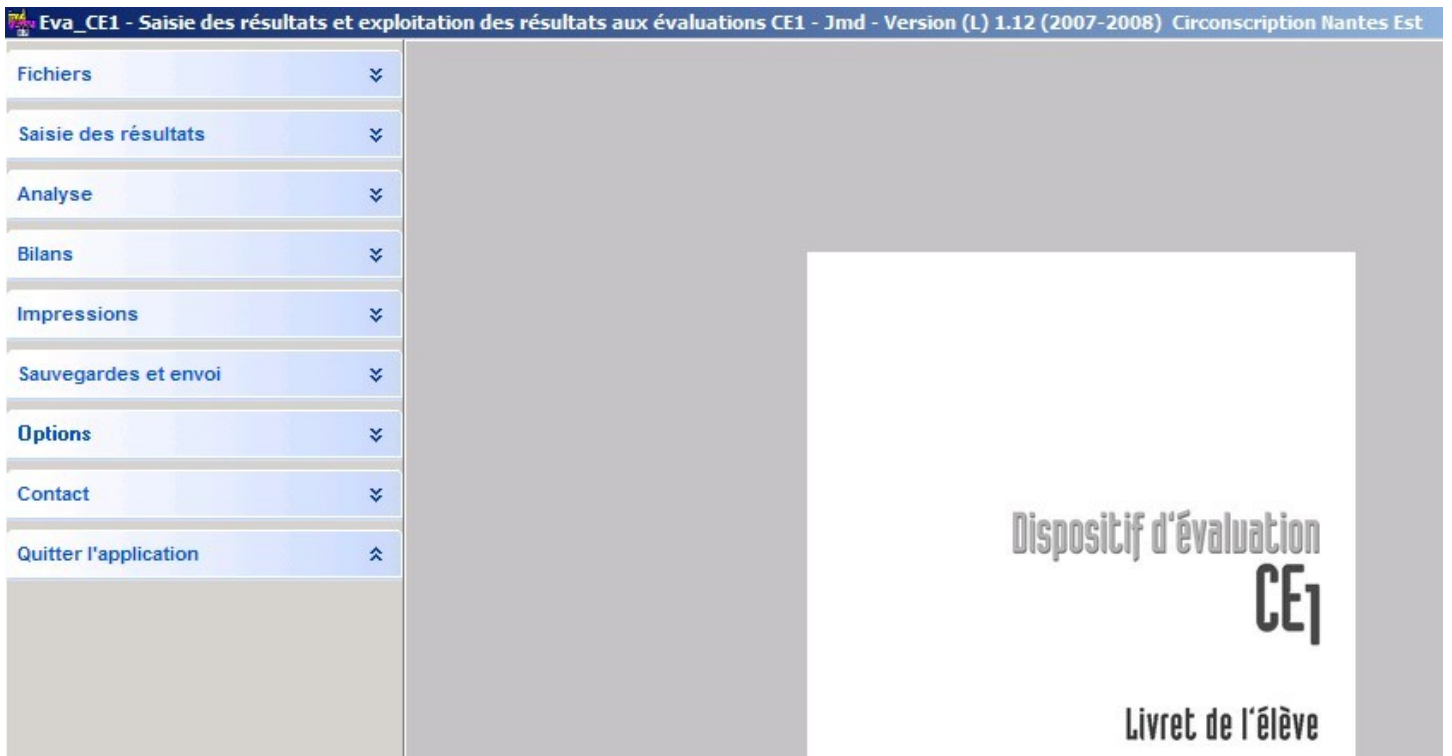 Eva_CE1 - Saisie des résultats et exploitation des résultats aux évaluations CE1 - Jmd - Version (L) 1.12 (2007-2008) Circonscription Nantes Est
Fichiers
Saisie des résultats
Analyse
Bilans
Impressions
Sauvegardes et envoi
Options
Contact
Quitter l'application
Dispositif d'évaluation
CE1
Livret de l'élève